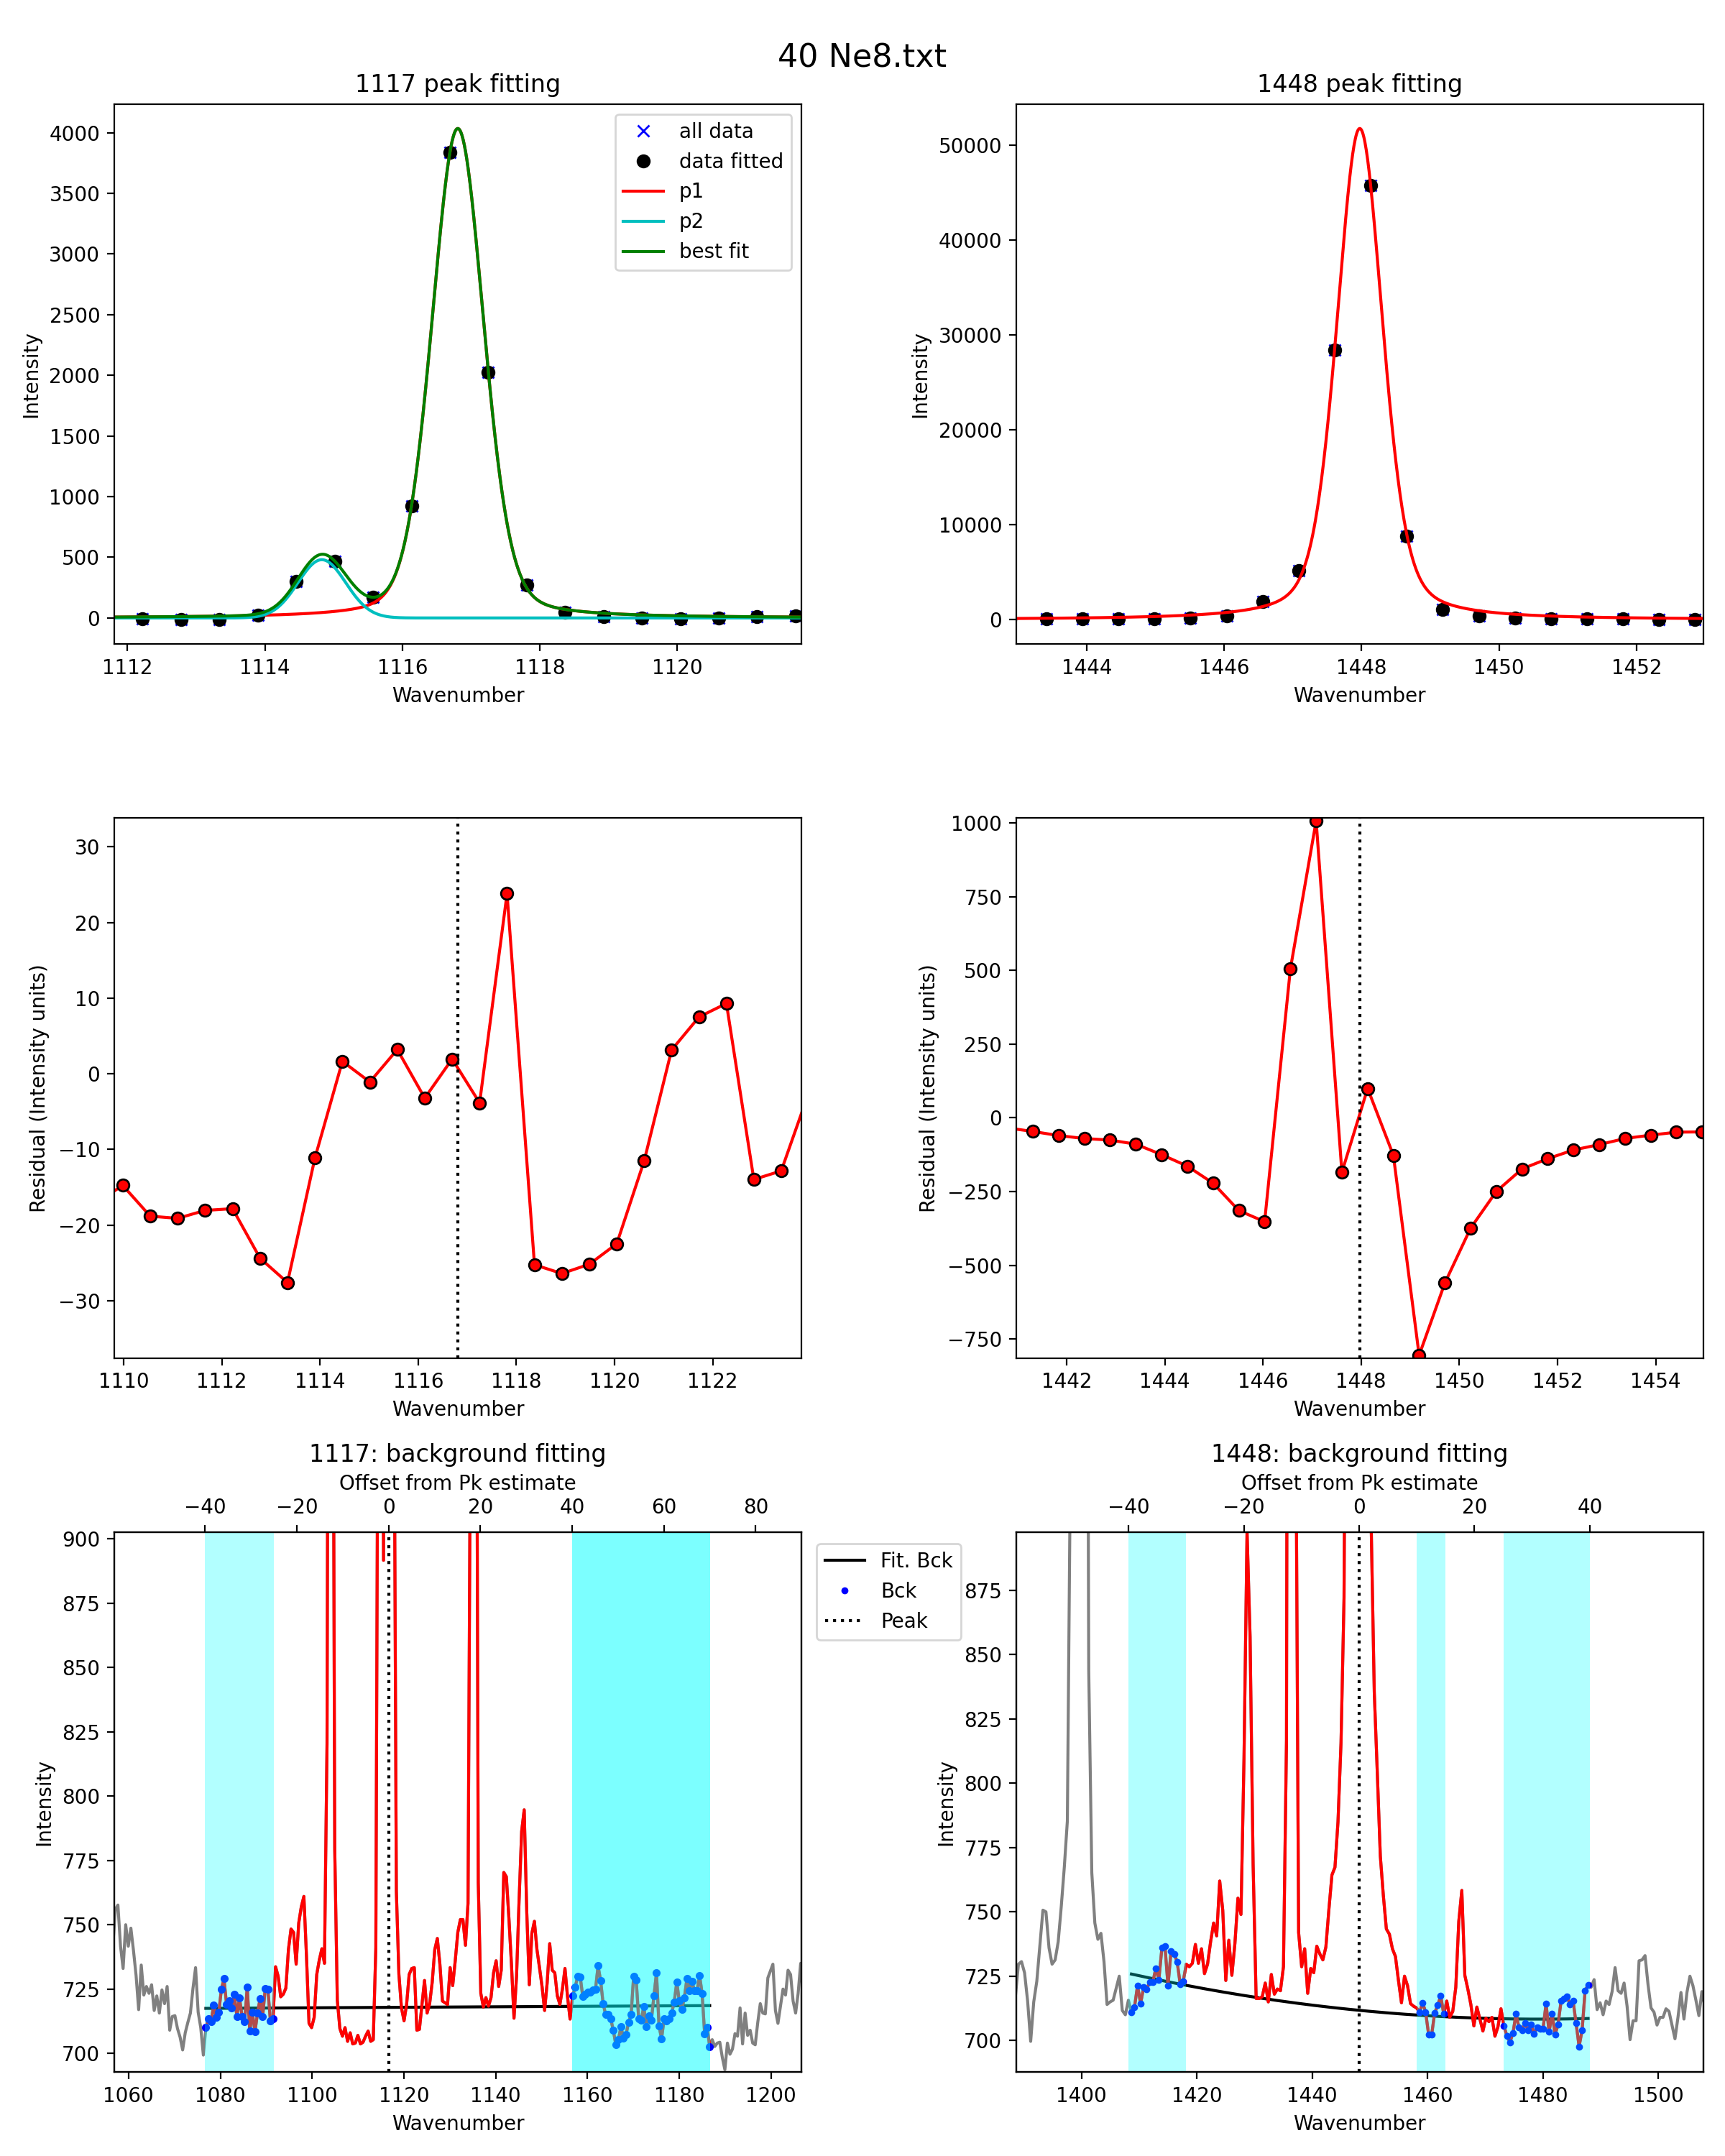 40 Ne8.txt
1117 peak fitting
4000
3500
3000
2500
2000
1500
1000
500
0
Intensity
1112 1114 1116 1118 1120
Wavenumber
all data
data fitted
p1
p2
best fit
1448 peak fitting
50000
40000
30000
20000
10000
0
Intensity
1444 1446 1448 1450 1452
Wavenumber
30
20
10
0
−10
−20
−30
Residual (Intensity units)
1110 1112 1114 1116 1118 1120 1122
Wavenumber
1000
750
500
250
0
−250
−500
−750
Residual (Intensity units)
1442 1444 1446 1448 1450 1452 1454
Wavenumber
1117: background fitting
Offset from Pk estimate
−40 −20 0 20 40 60 80
900
875
850
825
800
775
750
725
700
Intensity
1060 1080 1100 1120 1140 1160 1180 1200
Wavenumber
Fit. Bck
Bck
Peak
1448: background fitting
Offset from Pk estimate
−40 −20 0 20 40
875
850
825
800
775
750
725
700
Intensity
1400 1420 1440 1460 1480 1500
Wavenumber